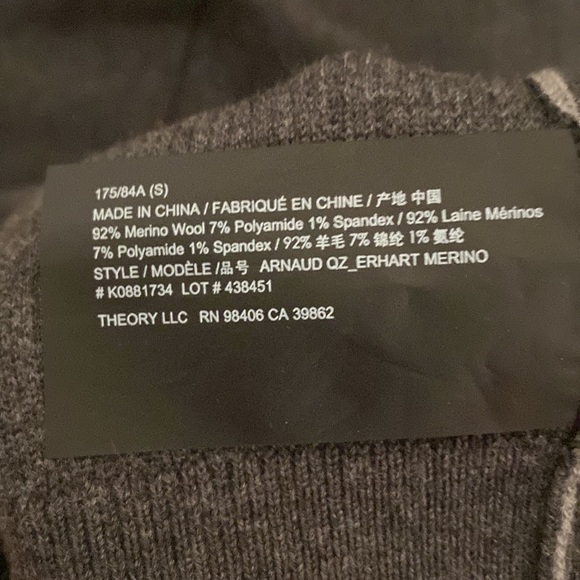 175/84A (S)
MADE IN CHINA / FABRIQUÉ EN CHINE / 产地 中国
92% Merino Wool 7% Polyamide 1% Spandex / 92% Laine Mérinos
7% Polyamide 1% Spandex / 92% 羊毛 7% 锦纶 1% 氨纶
STYLE / MODÈLE /品号 ARNAUD QZ_ERHART MERINO
# K0881734 LOT # 438451
THEORY LLC RN 98406 CA 39862